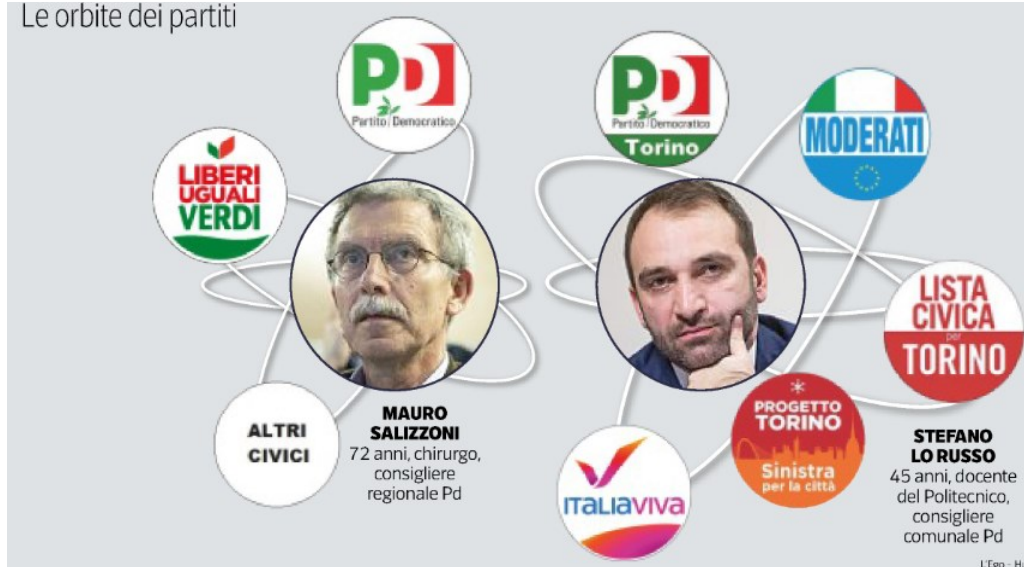 Le orbite dei partiti
PD
Partito Democratico
LIBERI
UGUALI
VERDI
ALTRI
CIVICI
MAURO
SALIZZONI
72 anni, chirurgo,
consigliere
regionale Pd
PD
Partito Democratico
Torino
MODERATI
LISTA
CIVICA
per
TORINO
PROGETTO
TORINO
Sinistra
per la città
ITALIAVIVA
STEFANO
LO RUSSO
45 anni, docente
del Politecnico,
consigliere
comunale Pd
L'Ego - H